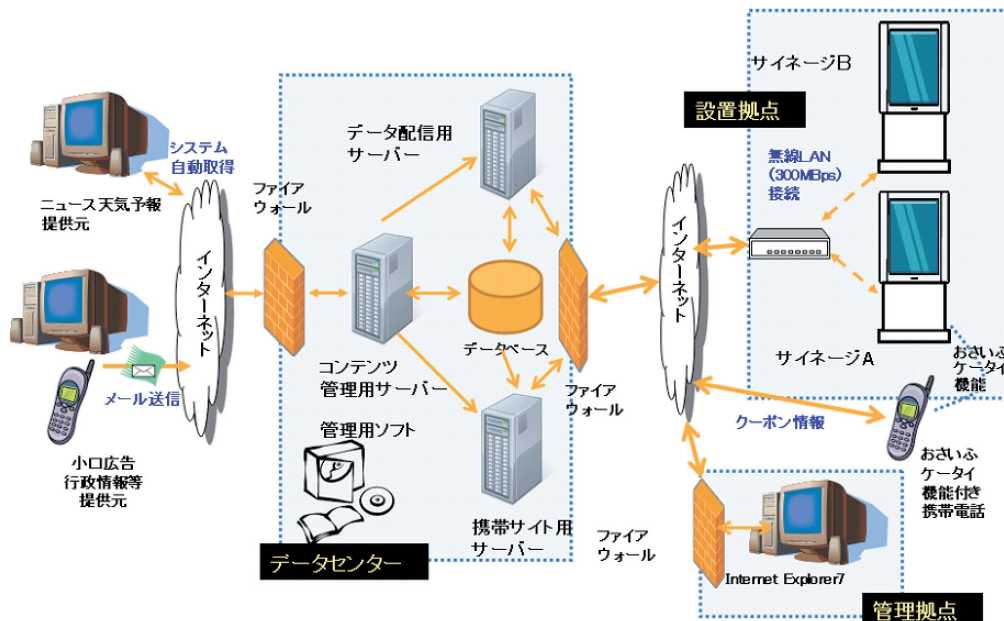 システム
自動取得
ニュース天気予報
提供元
メール送信
小口広告
行政情報等
提供元
インターネット
ファイア
ウォール
データ配信用
サーバー
コンテンツ
管理用サーバー
データベース
管理用ソフト
携帯サイト用
サーバー
ファイア
ウォール
データセンター
インターネット
設置拠点
サイネージB
無線LAN
(300MBps)
接続
サイネージA
おさいふ
ケータイ
機能
クーポン情報
おさいふ
ケータイ
機能付き
携帯電話
ファイア
ウォール
Internet Explorer7
管理拠点